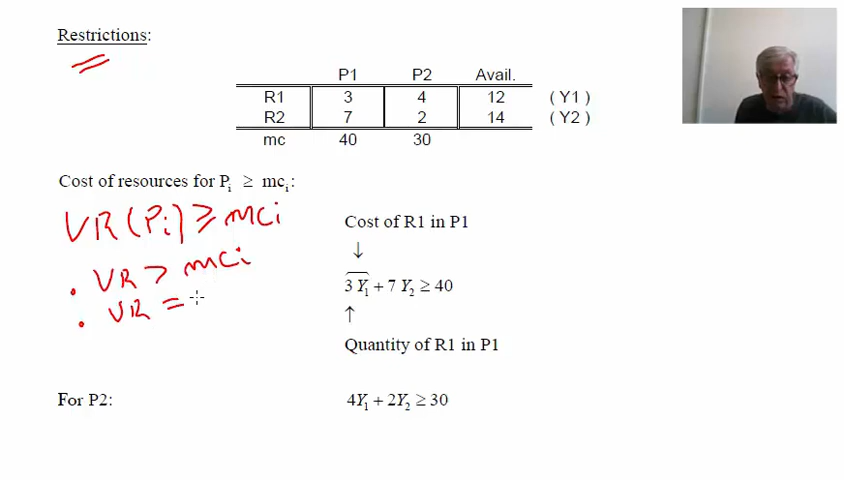 Restrictions:
P1 P2 Avail.
R1 3 4 12 ( Y1 )
R2 7 2 14 ( Y2 )
mc 40 30
Cost of resources for Pi ≥ mci:
VR (Pi) ≥ mci
Cost of R1 in P1
↓
. VR > mci
3 Y1 + 7 Y2 ≥ 40
. VR =
↑
Quantity of R1 in P1
For P2: 4Y1 + 2Y2 ≥ 30